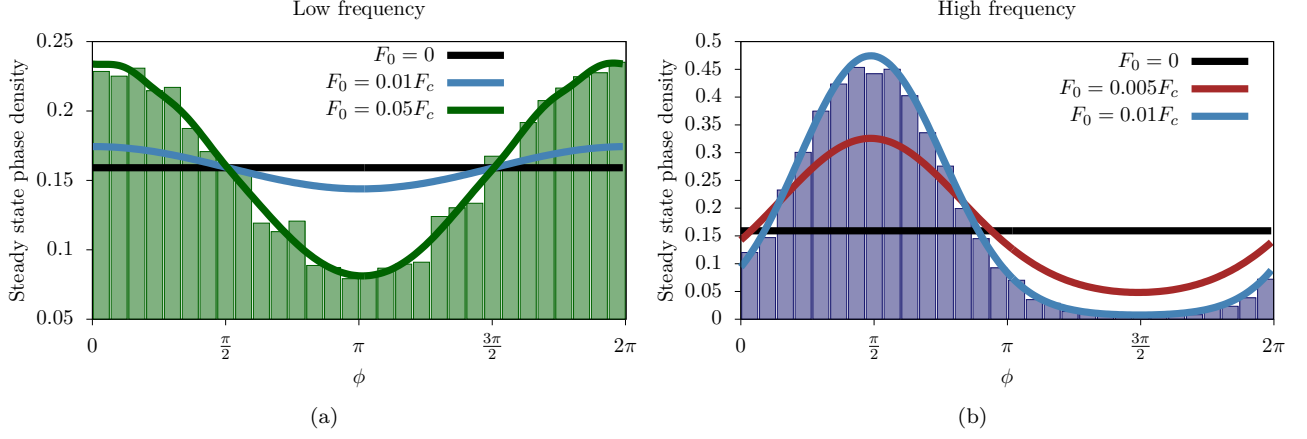 Low frequency
Steady state phase density
0.25
0.2
0.15
0.1
0.05
F₀ = 0
F₀ = 0.01F_c
F₀ = 0.05F_c
0
π/2
π
3π/2
2π
ϕ
(a)
High frequency
Steady state phase density
0.5
0.45
0.4
0.35
0.3
0.25
0.2
0.15
0.1
0.05
0
F₀ = 0
F₀ = 0.005F_c
F₀ = 0.01F_c
0
π/2
π
3π/2
2π
ϕ
(b)